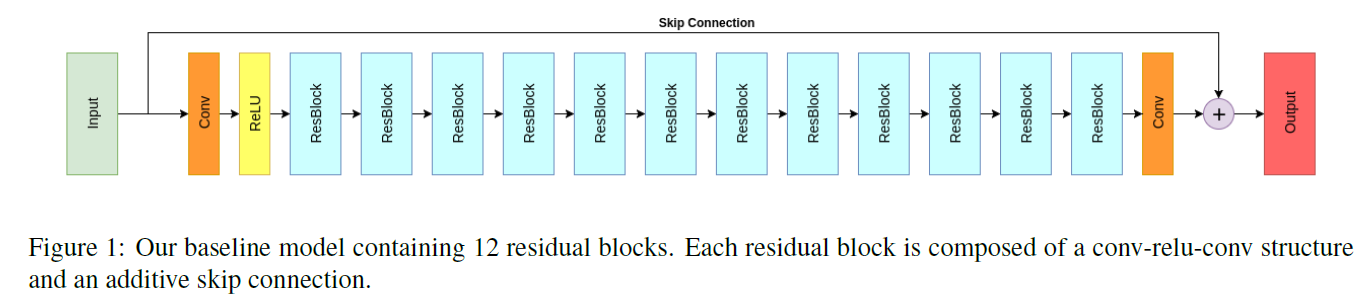 Skip Connection
Input
Conv
ReLU
ResBlock
ResBlock
ResBlock
ResBlock
ResBlock
ResBlock
ResBlock
ResBlock
ResBlock
ResBlock
ResBlock
ResBlock
Conv
+
Output
Figure 1: Our baseline model containing 12 residual blocks. Each residual block is composed of a conv-relu-conv structure
and an additive skip connection.